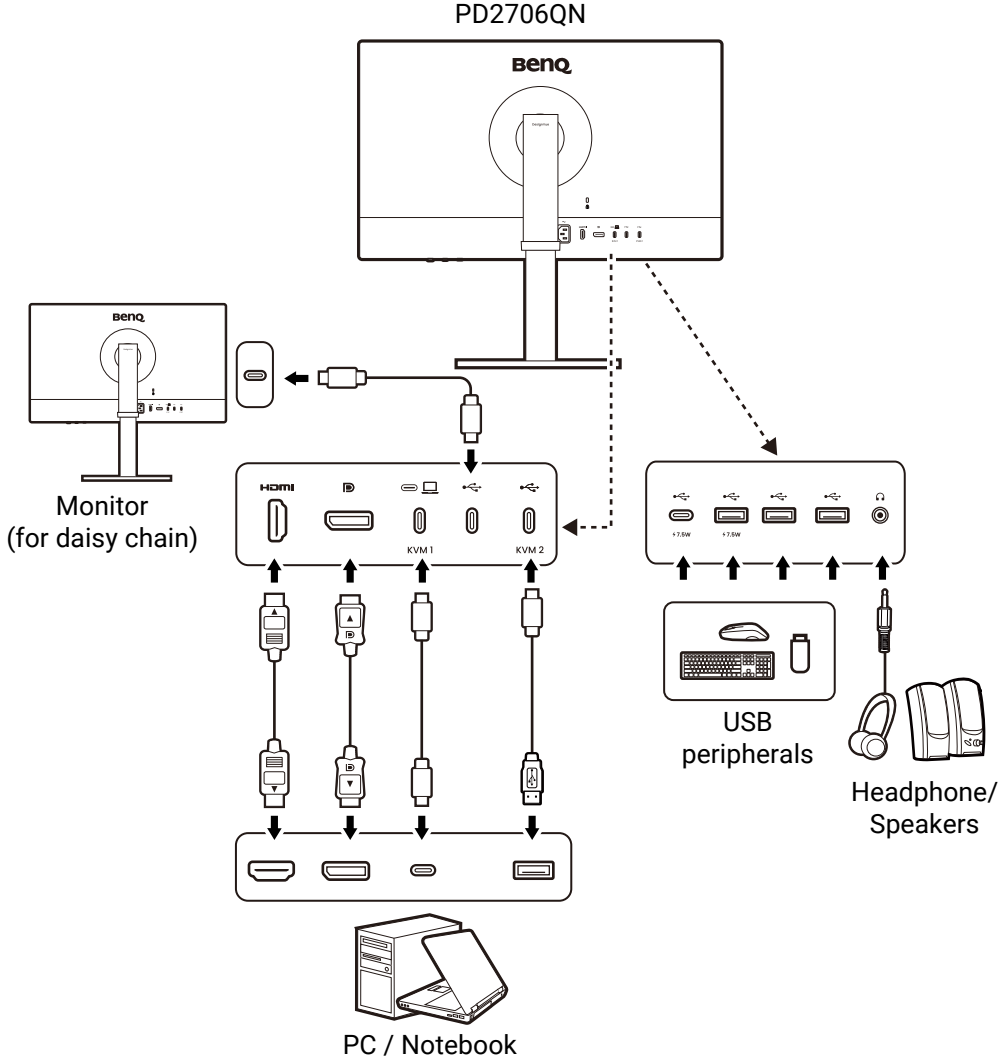 PD2706QN
BenQ
BenQ
Monitor
(for daisy chain)
HDMI
KVM 1
KVM 2
7.5W
7.5W
USB
peripherals
Headphone/
Speakers
PC / Notebook